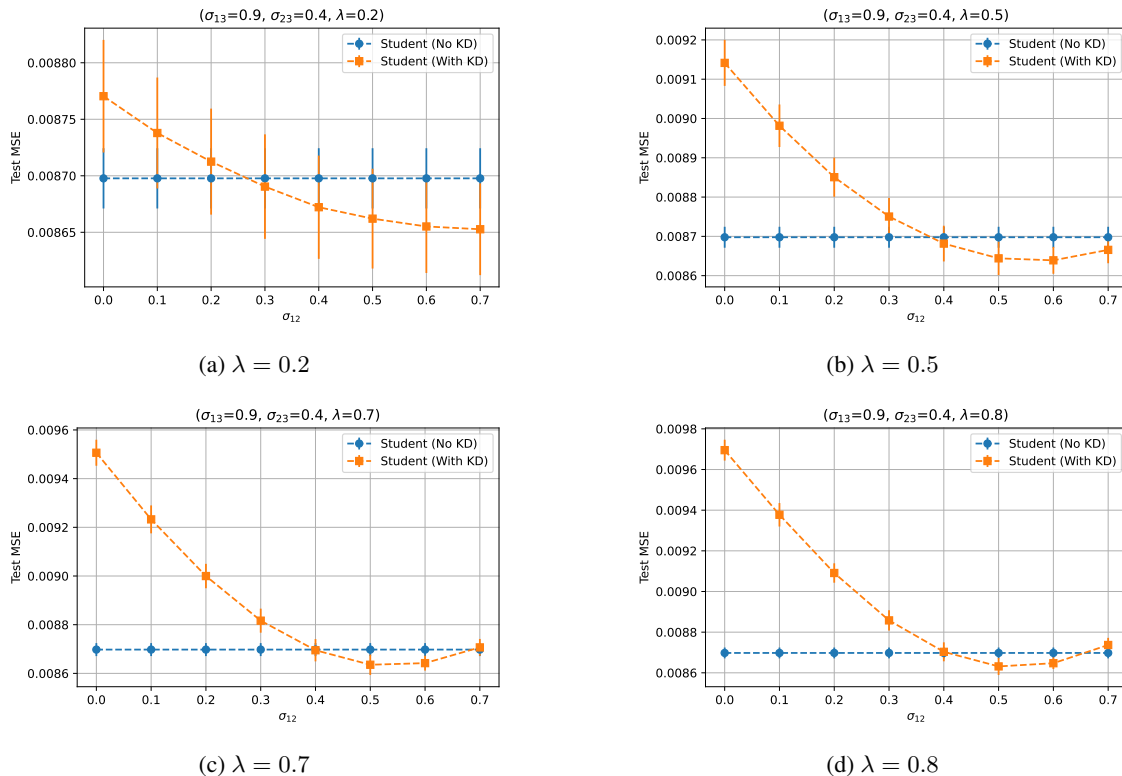 (σ₁₃=0.9, σ₂₃=0.4, λ=0.2)
Student (No KD)
Student (With KD)
Test MSE
0.00880
0.00875
0.00870
0.00865
0.0 0.1 0.2 0.3 0.4 0.5 0.6 0.7
σ₁₂
(a) λ = 0.2
(σ₁₃=0.9, σ₂₃=0.4, λ=0.5)
Student (No KD)
Student (With KD)
Test MSE
0.0092
0.0091
0.0090
0.0089
0.0088
0.0087
0.0086
0.0 0.1 0.2 0.3 0.4 0.5 0.6 0.7
σ₁₂
(b) λ = 0.5
(σ₁₃=0.9, σ₂₃=0.4, λ=0.7)
Student (No KD)
Student (With KD)
Test MSE
0.0096
0.0094
0.0092
0.0090
0.0088
0.0086
0.0 0.1 0.2 0.3 0.4 0.5 0.6 0.7
σ₁₂
(c) λ = 0.7
(σ₁₃=0.9, σ₂₃=0.4, λ=0.8)
Student (No KD)
Student (With KD)
Test MSE
0.0098
0.0096
0.0094
0.0092
0.0090
0.0088
0.0086
0.0 0.1 0.2 0.3 0.4 0.5 0.6 0.7
σ₁₂
(d) λ = 0.8